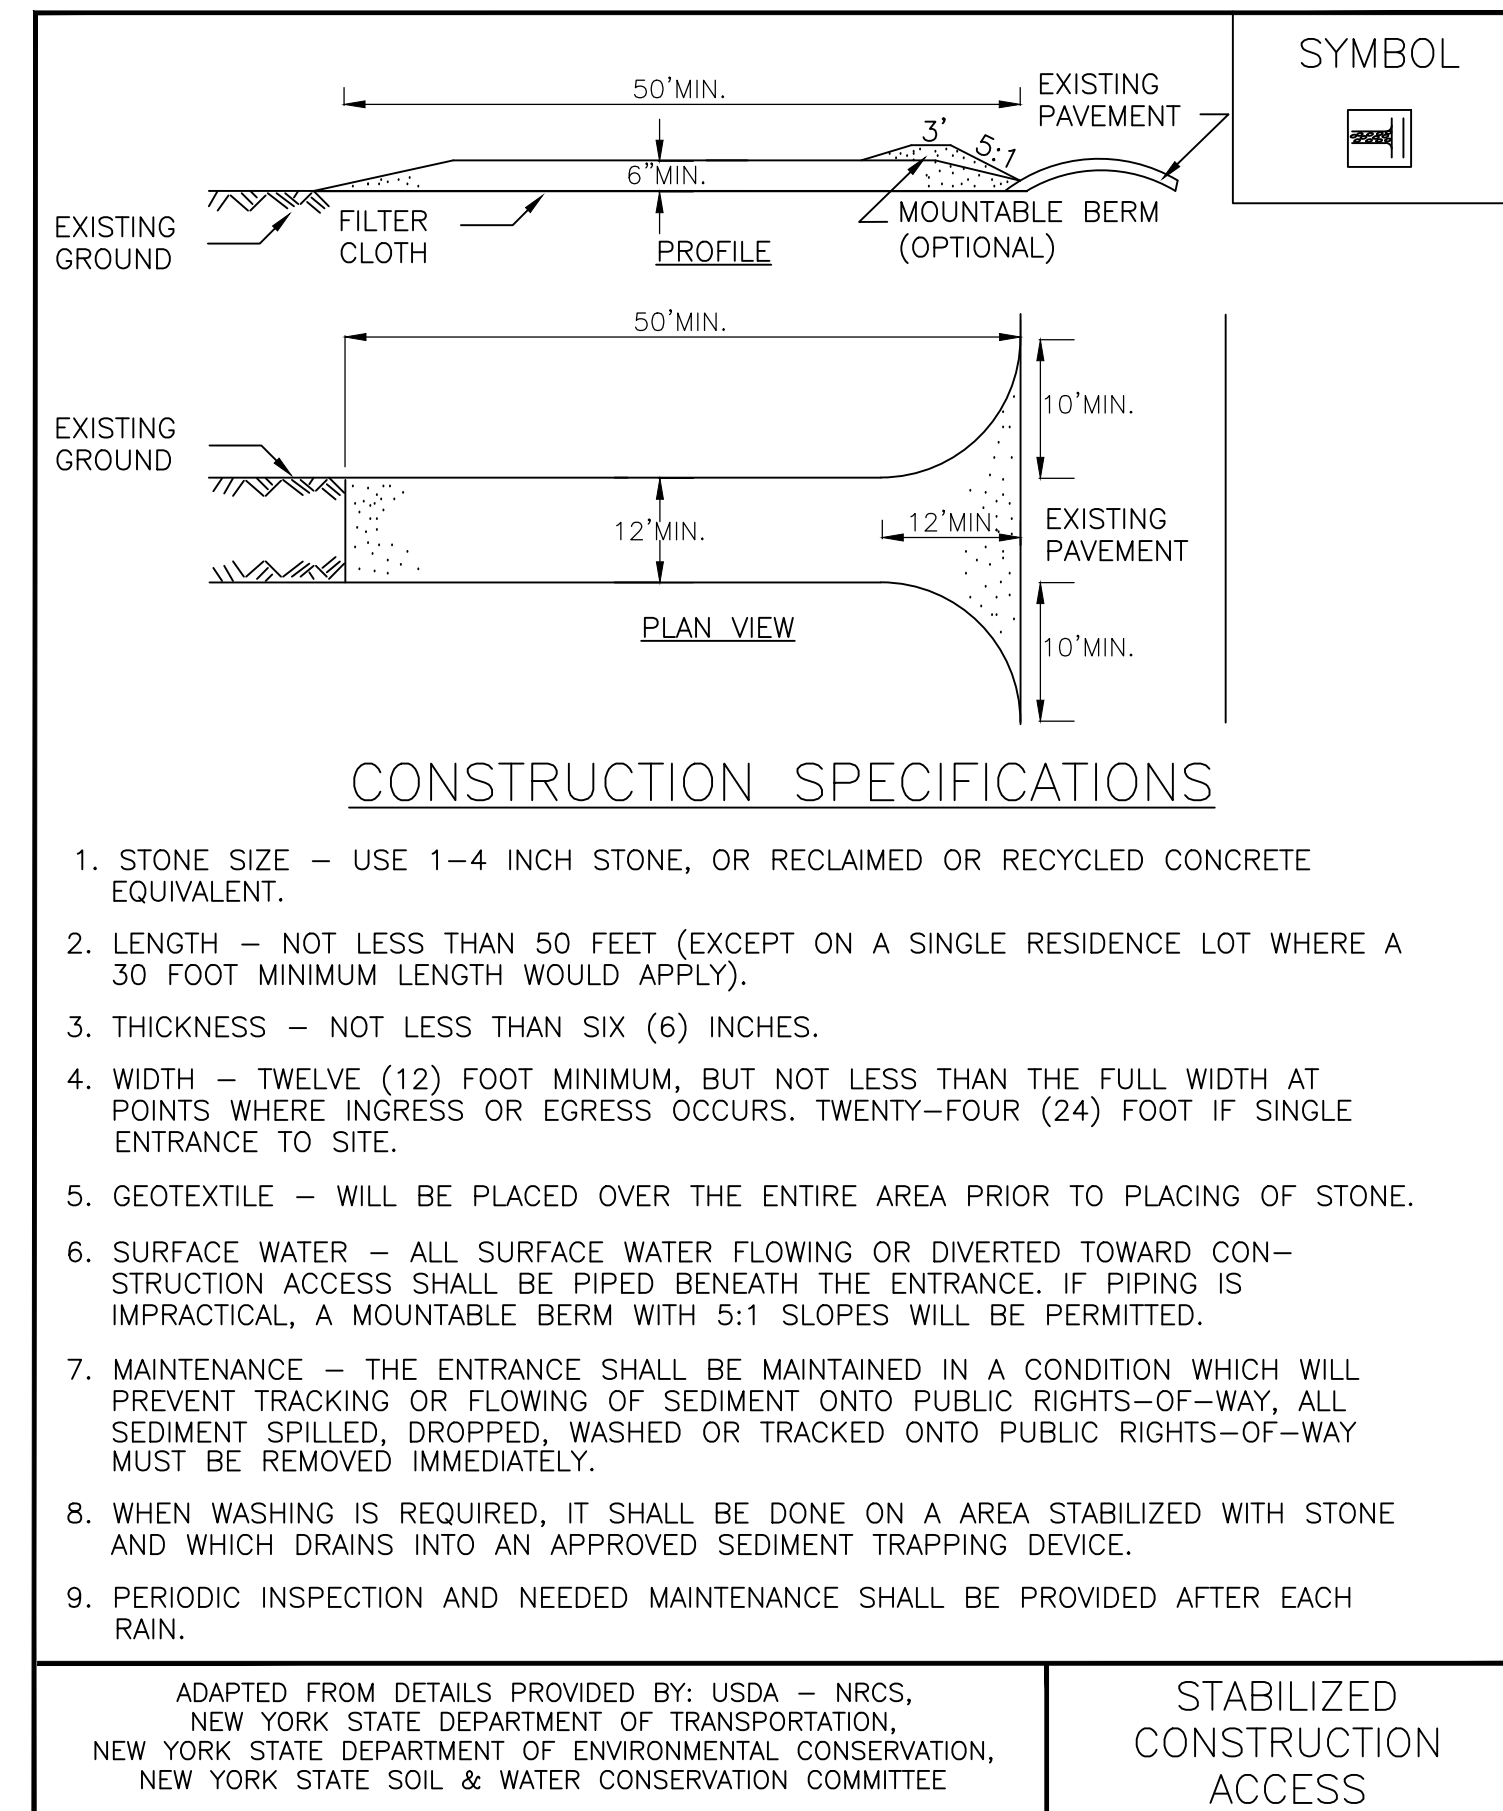 SYMBOL
50'MIN.
EXISTING
PAVEMENT
3'
5:1
6"MIN.
EXISTING
GROUND
FILTER
CLOTH
PROFILE
MOUNTABLE BERM
(OPTIONAL)
50'MIN.
10'MIN.
EXISTING
GROUND
12'MIN.
12'MIN.
EXISTING
PAVEMENT
PLAN VIEW
10'MIN.
CONSTRUCTION SPECIFICATIONS
1. STONE SIZE – USE 1–4 INCH STONE, OR RECLAIMED OR RECYCLED CONCRETE
EQUIVALENT.
2. LENGTH – NOT LESS THAN 50 FEET (EXCEPT ON A SINGLE RESIDENCE LOT WHERE A
30 FOOT MINIMUM LENGTH WOULD APPLY).
3. THICKNESS – NOT LESS THAN SIX (6) INCHES.
4. WIDTH – TWELVE (12) FOOT MINIMUM, BUT NOT LESS THAN THE FULL WIDTH AT
POINTS WHERE INGRESS OR EGRESS OCCURS. TWENTY–FOUR (24) FOOT IF SINGLE
ENTRANCE TO SITE.
5. GEOTEXTILE – WILL BE PLACED OVER THE ENTIRE AREA PRIOR TO PLACING OF STONE.
6. SURFACE WATER – ALL SURFACE WATER FLOWING OR DIVERTED TOWARD CON–
STRUCTION ACCESS SHALL BE PIPED BENEATH THE ENTRANCE. IF PIPING IS
IMPRACTICAL, A MOUNTABLE BERM WITH 5:1 SLOPES WILL BE PERMITTED.
7. MAINTENANCE – THE ENTRANCE SHALL BE MAINTAINED IN A CONDITION WHICH WILL
PREVENT TRACKING OR FLOWING OF SEDIMENT ONTO PUBLIC RIGHTS–OF–WAY, ALL
SEDIMENT SPILLED, DROPPED, WASHED OR TRACKED ONTO PUBLIC RIGHTS–OF–WAY
MUST BE REMOVED IMMEDIATELY.
8. WHEN WASHING IS REQUIRED, IT SHALL BE DONE ON A AREA STABILIZED WITH STONE
AND WHICH DRAINS INTO AN APPROVED SEDIMENT TRAPPING DEVICE.
9. PERIODIC INSPECTION AND NEEDED MAINTENANCE SHALL BE PROVIDED AFTER EACH
RAIN.
ADAPTED FROM DETAILS PROVIDED BY: USDA – NRCS,
NEW YORK STATE DEPARTMENT OF TRANSPORTATION,
NEW YORK STATE DEPARTMENT OF ENVIRONMENTAL CONSERVATION,
NEW YORK STATE SOIL & WATER CONSERVATION COMMITTEE
STABILIZED
CONSTRUCTION
ACCESS